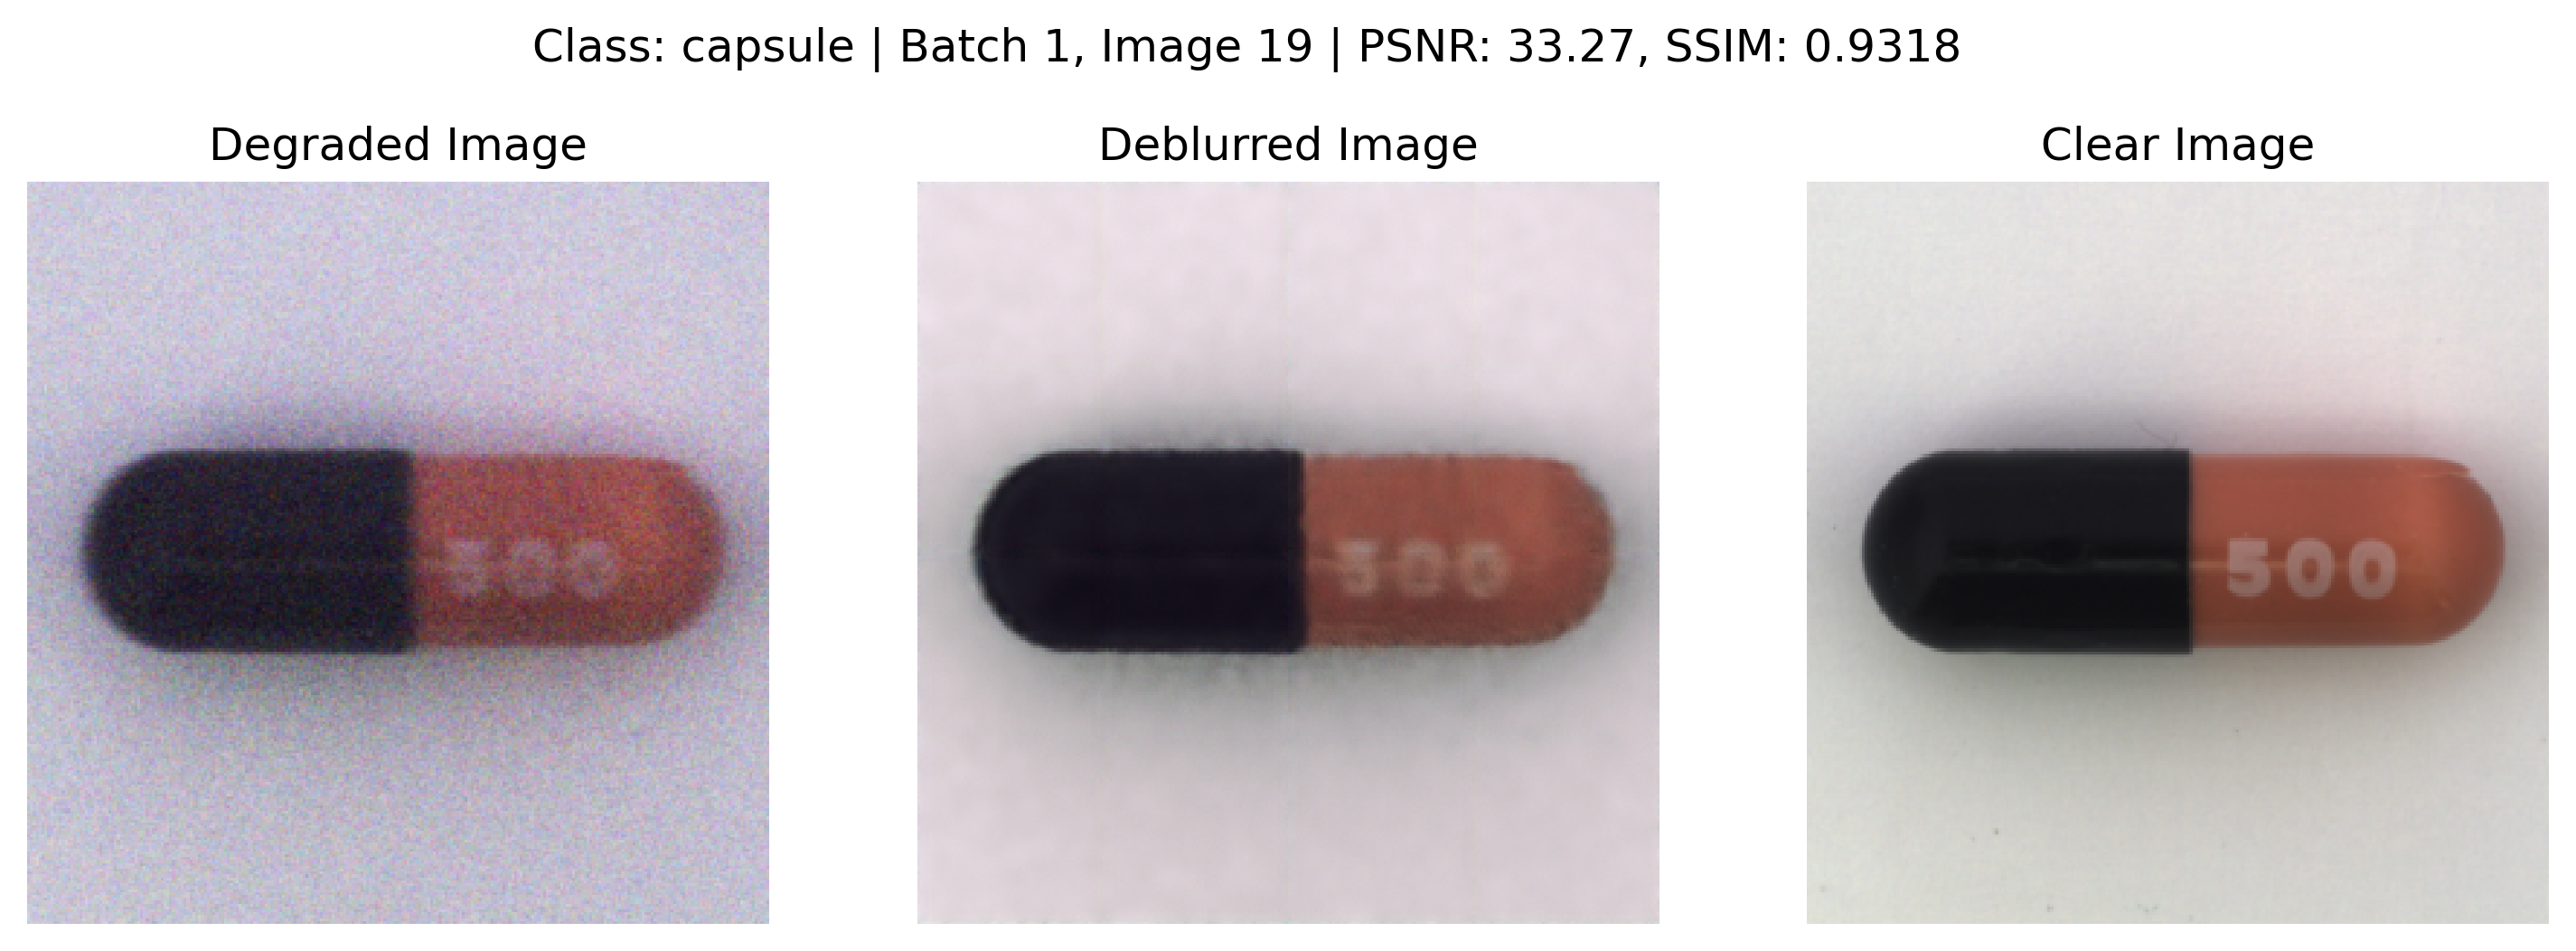 Class: capsule | Batch 1, Image 19 | PSNR: 33.27, SSIM: 0.9318
Degraded Image
Deblurred Image
Clear Image
500
500
500